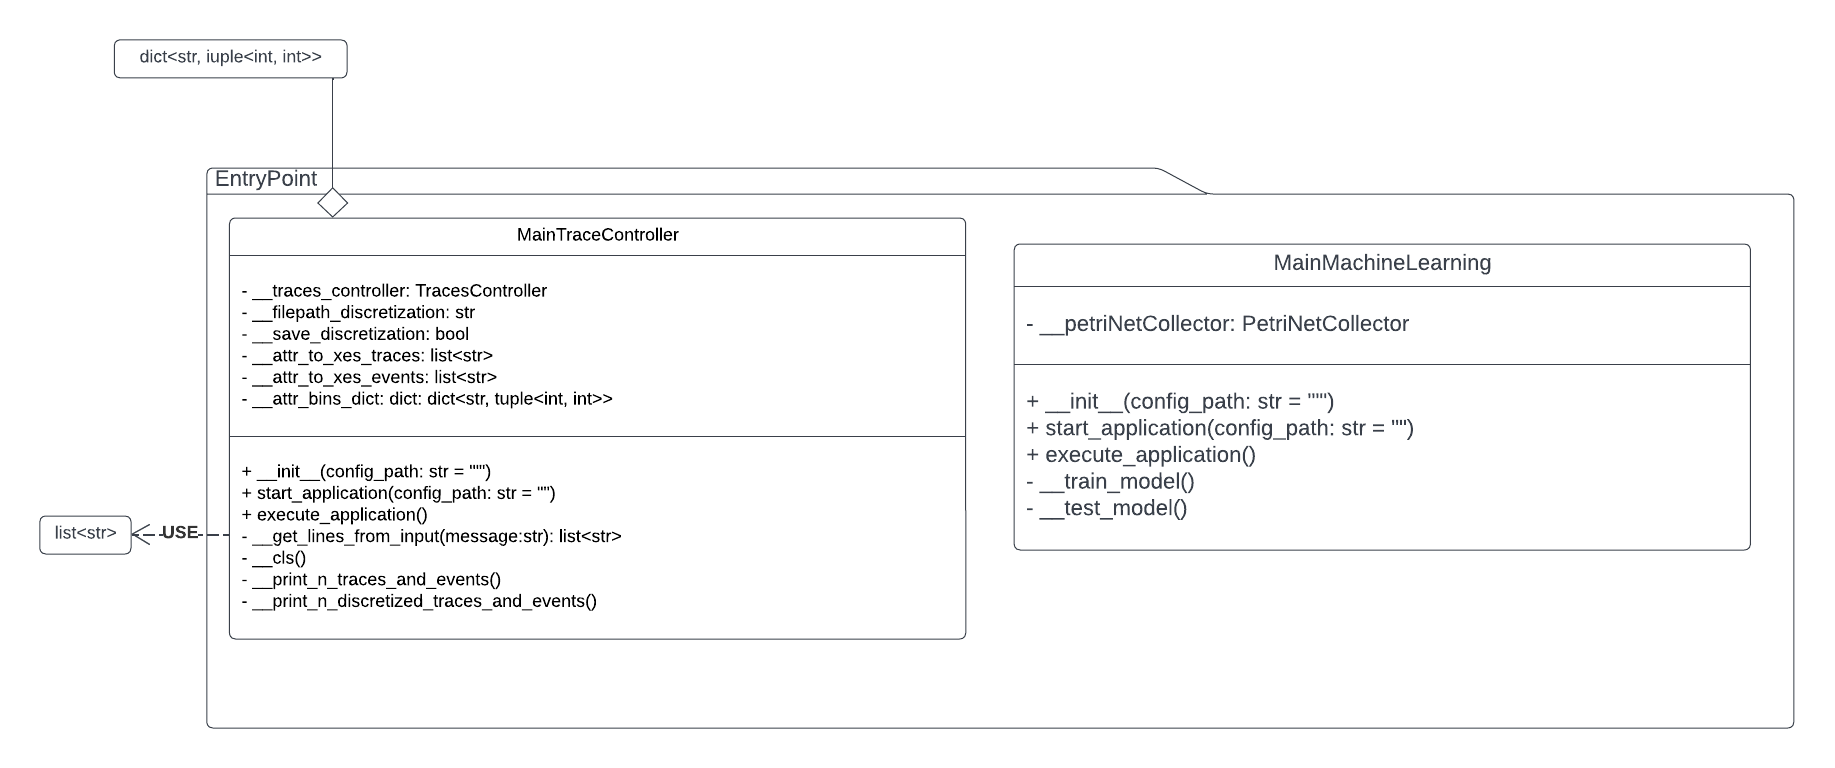 dict<str, iuple<int, int>>
EntryPoint
MainTraceController
- __traces_controller: TracesController
- __filepath_discretization: str
- __save_discretization: bool
- __attr_to_xes_traces: list<str>
- __attr_to_xes_events: list<str>
- __attr_bins_dict: dict: dict<str, tuple<int, int>>
+ __init__(config_path: str = """)
+ start_application(config_path: str = "")
+ execute_application()
- __get_lines_from_input(message:str): list<str>
- __cls()
- __print_n_traces_and_events()
- __print_n_discretized_traces_and_events()
list<str>
USE
MainMachineLearning
- __petriNetCollector: PetriNetCollector
+ __init__(config_path: str = """)
+ start_application(config_path: str = "")
+ execute_application()
- __train_model()
- __test_model()